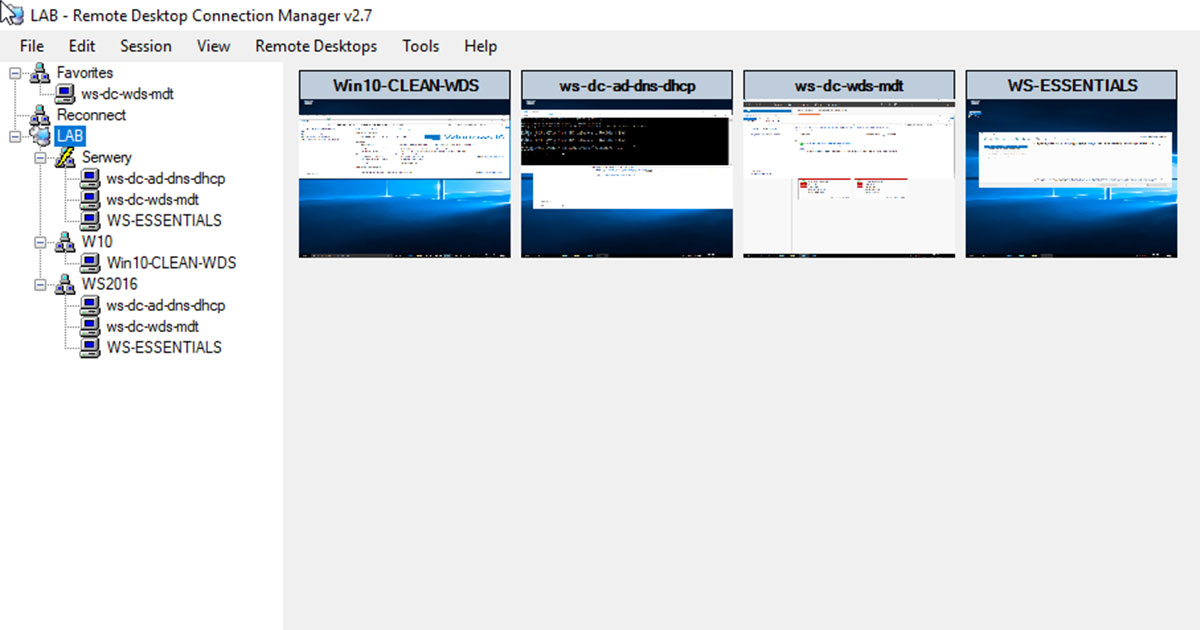 LAB - Remote Desktop Connection Manager v2.7
File Edit Session View Remote Desktops Tools Help
Favorites
ws-dc-wds-mdt
Reconnect
LAB
Serwery
ws-dc-ad-dns-dhcp
ws-dc-wds-mdt
WS-ESSENTIALS
W10
Win10-CLEAN-WDS
WS2016
ws-dc-ad-dns-dhcp
ws-dc-wds-mdt
WS-ESSENTIALS
Win10-CLEAN-WDS
ws-dc-ad-dns-dhcp
ws-dc-wds-mdt
WS-ESSENTIALS